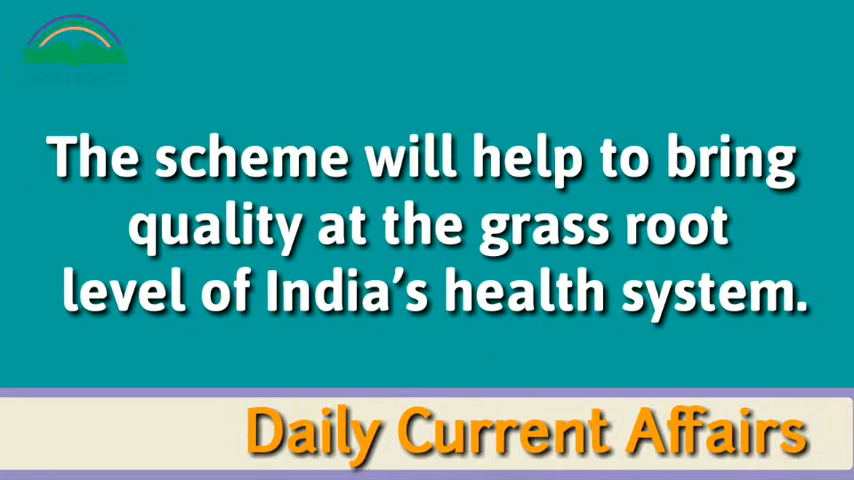 The scheme will help to bring
quality at the grass root
level of India's health system.
Daily Current Affairs